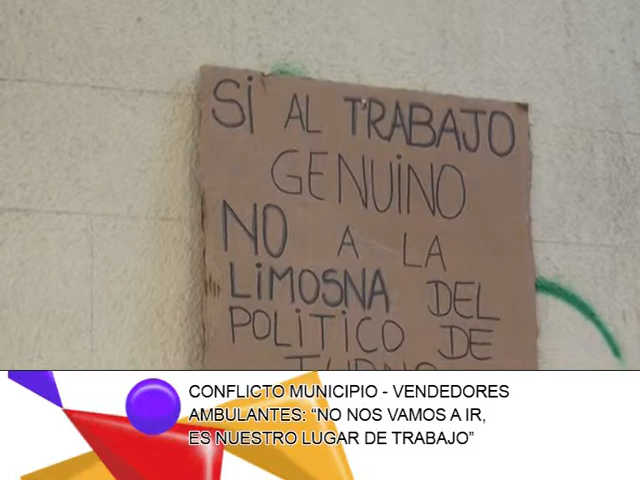 Sİ AL TRABAJO
GENUiNO
NO A LA
LiMOSNA DEL
POLiTiCO DE
TURNO
CONFLICTO MUNICIPIO - VENDEDORES
AMBULANTES: “NO NOS VAMOS A IR,
ES NUESTRO LUGAR DE TRABAJO”